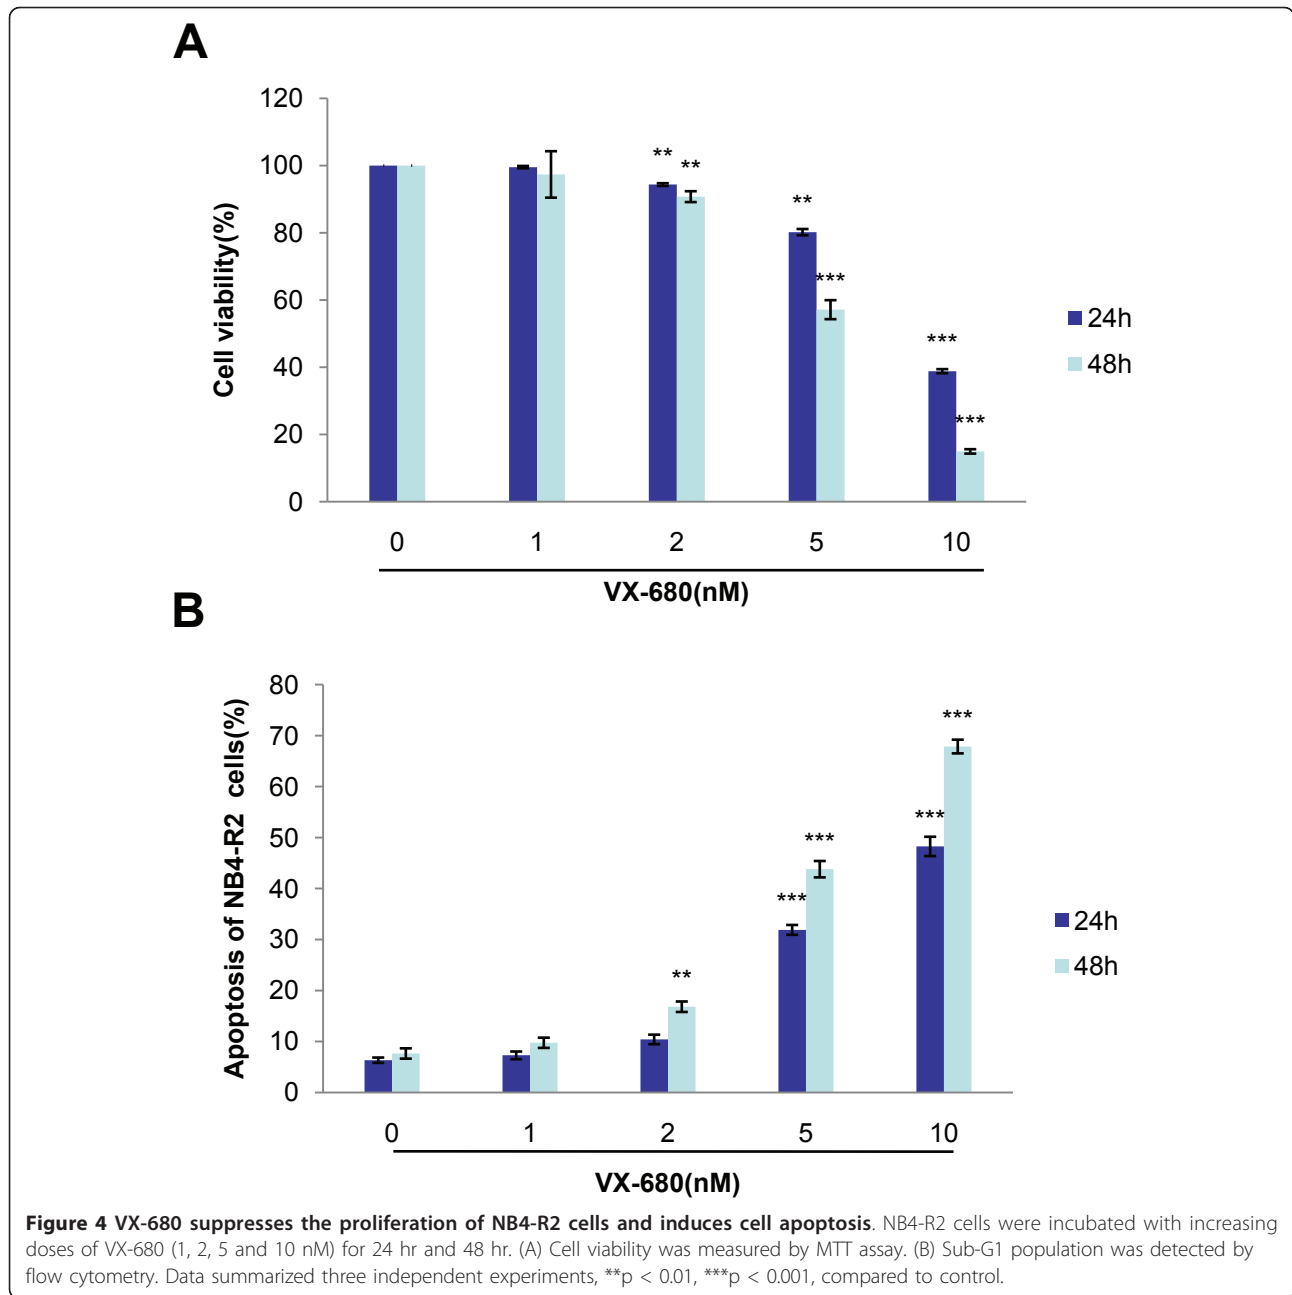 A
120
100
80
60
40
20
0
Cell viability(%)
** **
**
***
***
***
24h
48h
0 1 2 5 10
VX-680(nM)
B
80
70
60
50
40
30
20
10
0
Apoptosis of NB4-R2 cells(%)
**
***
***
***
***
24h
48h
0 1 2 5 10
VX-680(nM)
Figure 4 VX-680 suppresses the proliferation of NB4-R2 cells and induces cell apoptosis. NB4-R2 cells were incubated with increasing
doses of VX-680 (1, 2, 5 and 10 nM) for 24 hr and 48 hr. (A) Cell viability was measured by MTT assay. (B) Sub-G1 population was detected by
flow cytometry. Data summarized three independent experiments, **p < 0.01, ***p < 0.001, compared to control.